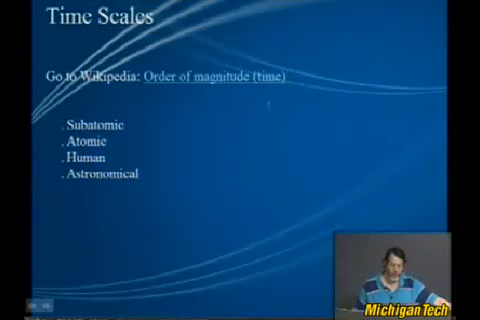 Time Scales
Go to Wikipedia: Order of magnitude (time)
. Subatomic
. Atomic
. Human
. Astronomical
MichiganTech